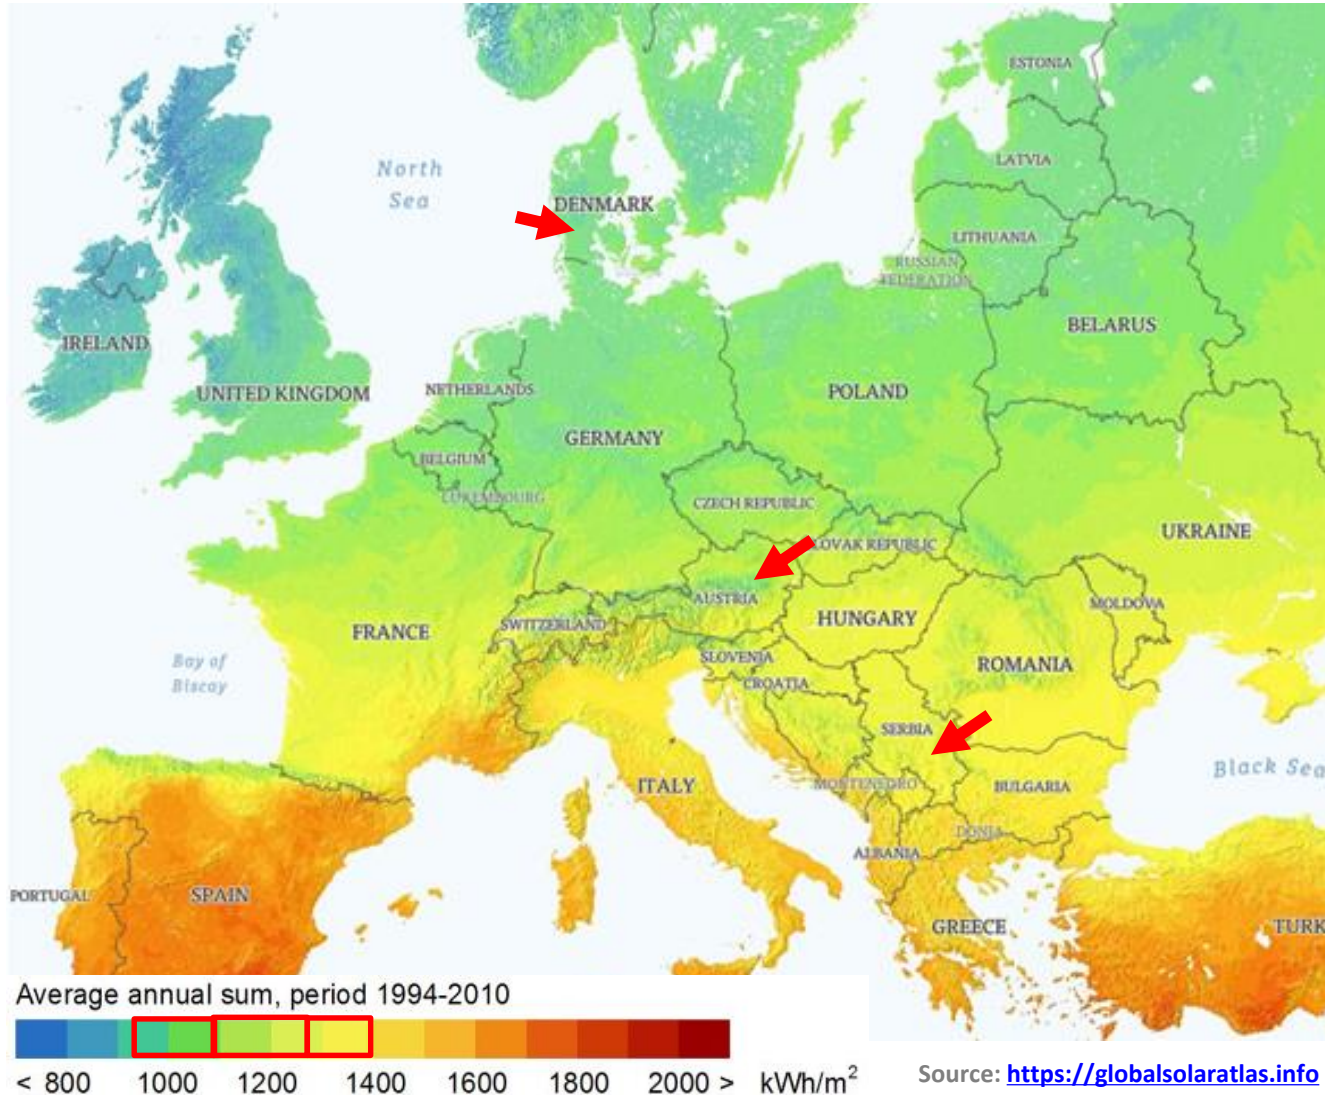 ESTONIA
North
Sea
LATVIA
DENMARK
LITHUANIA
RUSSIAN
FEDERATION
BELARUS
IRELAND
UNITED KINGDOM
NETHERLANDS
POLAND
GERMANY
BELGIUM
LUXEMBOURG
CZECH REPUBLIC
UKRAINE
LOVAK REPUBLIC
AUSTRIA
MOLDOVA
SWITZERLAND
HUNGARY
FRANCE
SLOVENIA
Bay of
Biscay
ROMANIA
CROATIA
SERBIA
Black Sea
ITALY
MONTENEGRO
BULGARIA
DONIA
ALBANIA
PORTUGAL
SPAIN
GREECE
TURK
Average annual sum, period 1994-2010
< 800 1000 1200 1400 1600 1800 2000 > kWh/m²
Source: https://globalsolaratlas.info